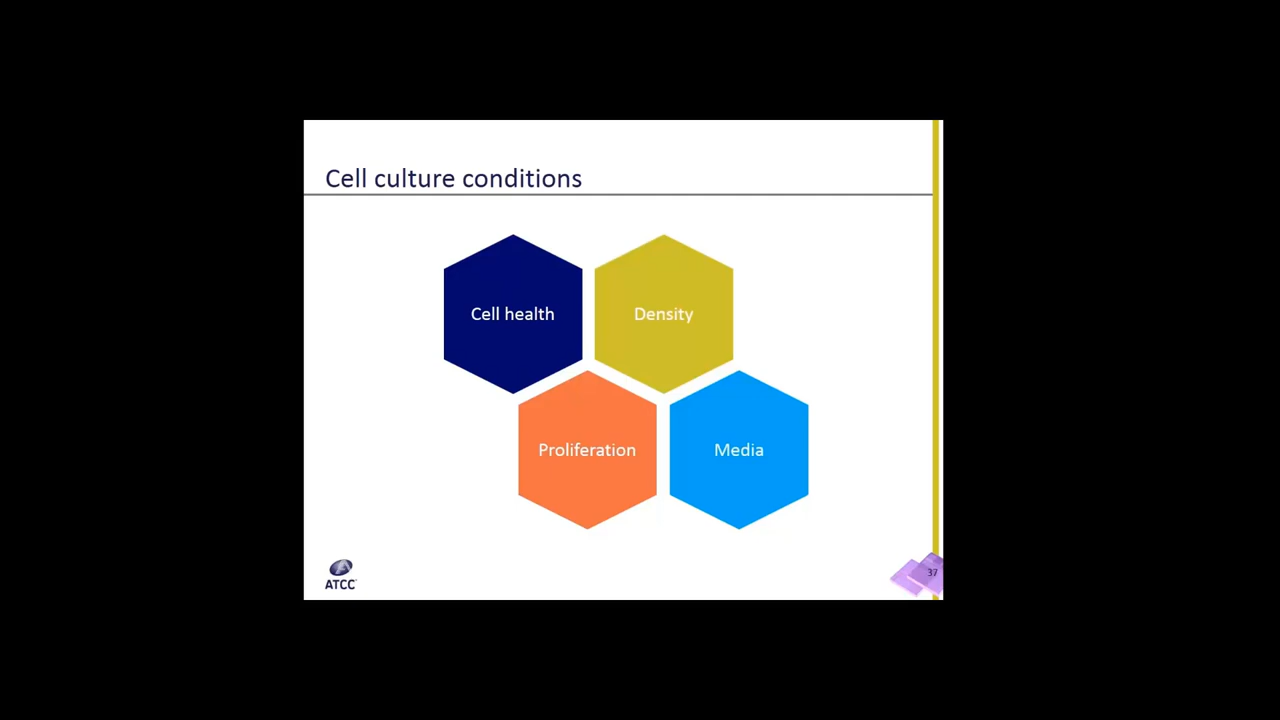 Cell culture conditions
Cell health
Density
Proliferation
Media
ATCC
37